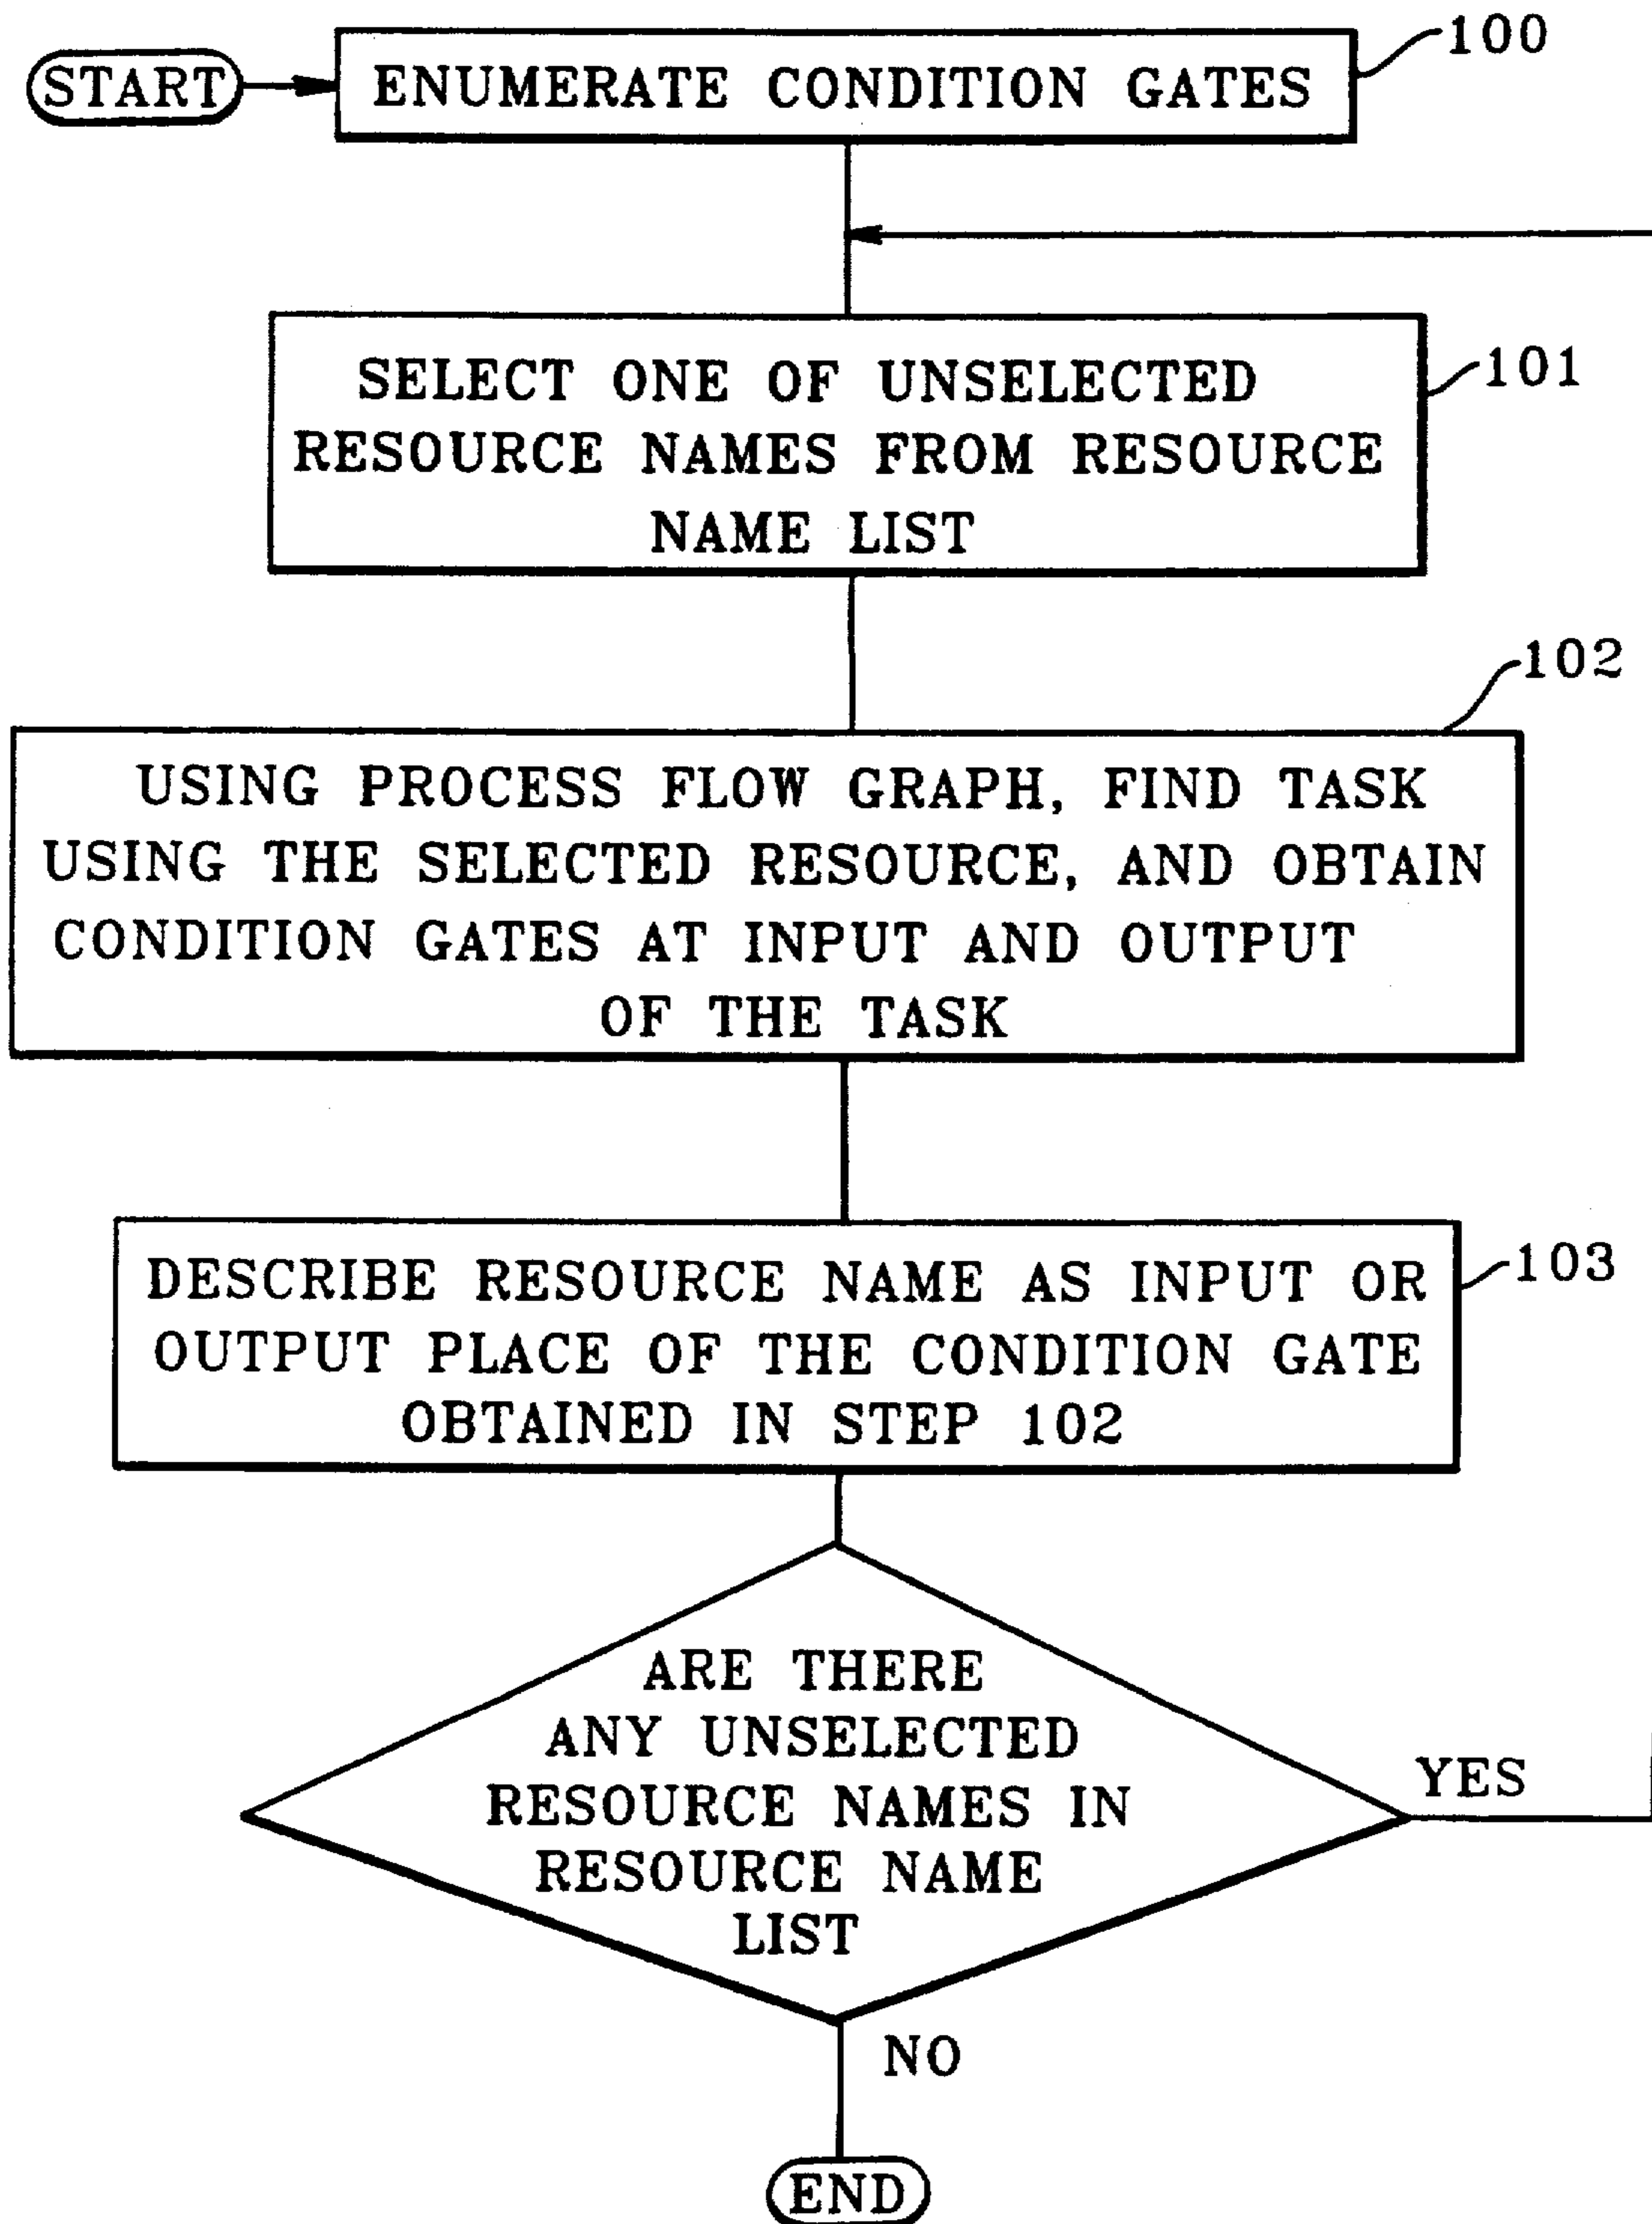 START
ENUMERATE CONDITION GATES
100
SELECT ONE OF UNSELECTED
RESOURCE NAMES FROM RESOURCE
NAME LIST
101
102
USING PROCESS FLOW GRAPH, FIND TASK
USING THE SELECTED RESOURCE, AND OBTAIN
CONDITION GATES AT INPUT AND OUTPUT
OF THE TASK
DESCRIBE RESOURCE NAME AS INPUT OR
OUTPUT PLACE OF THE CONDITION GATE
OBTAINED IN STEP 102
103
ARE THERE
ANY UNSELECTED
RESOURCE NAMES IN
RESOURCE NAME
LIST
YES
NO
END